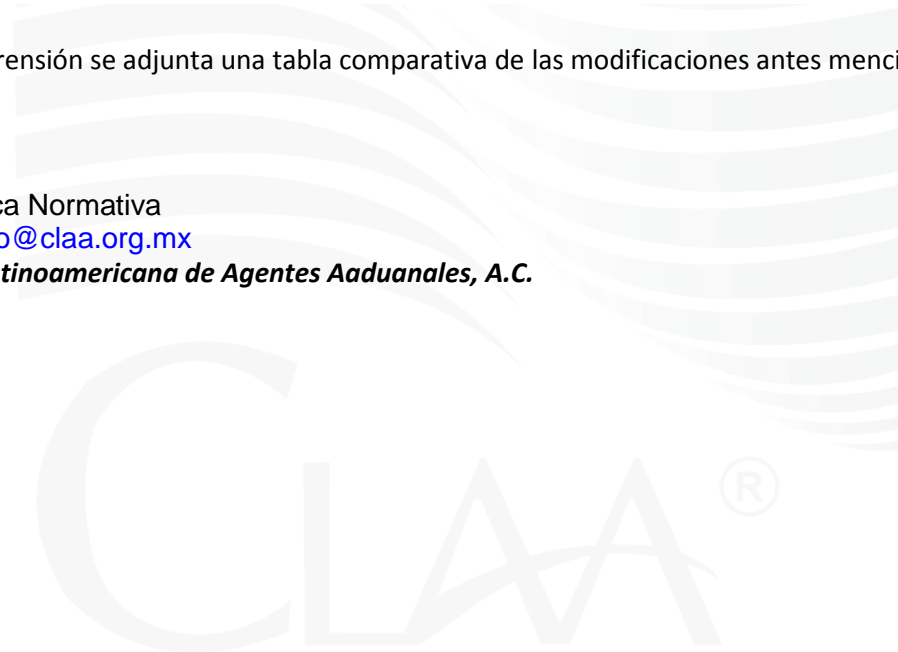 rensión se adjunta una tabla comparativa de las modificaciones antes menci
ca Normativa
o@claa.org.mx
tinoamericana de Agentes Aaduanales, A.C.
CLAA®